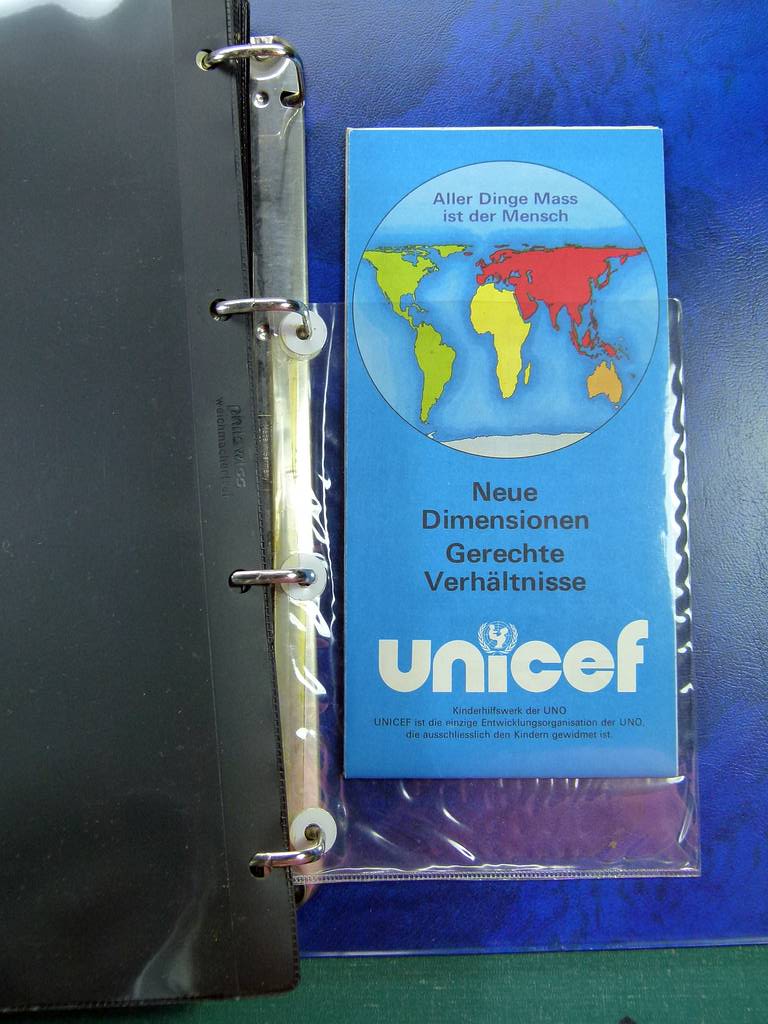 Aller Dinge Mass
ist der Mensch
Neue
Dimensionen
Gerechte
Verhältnisse
unicef
Kinderhilfswerk der UNO
UNICEF ist die einzige Entwicklungsorganisation der UNO,
die ausschliesslich den Kindern gewidmet ist.